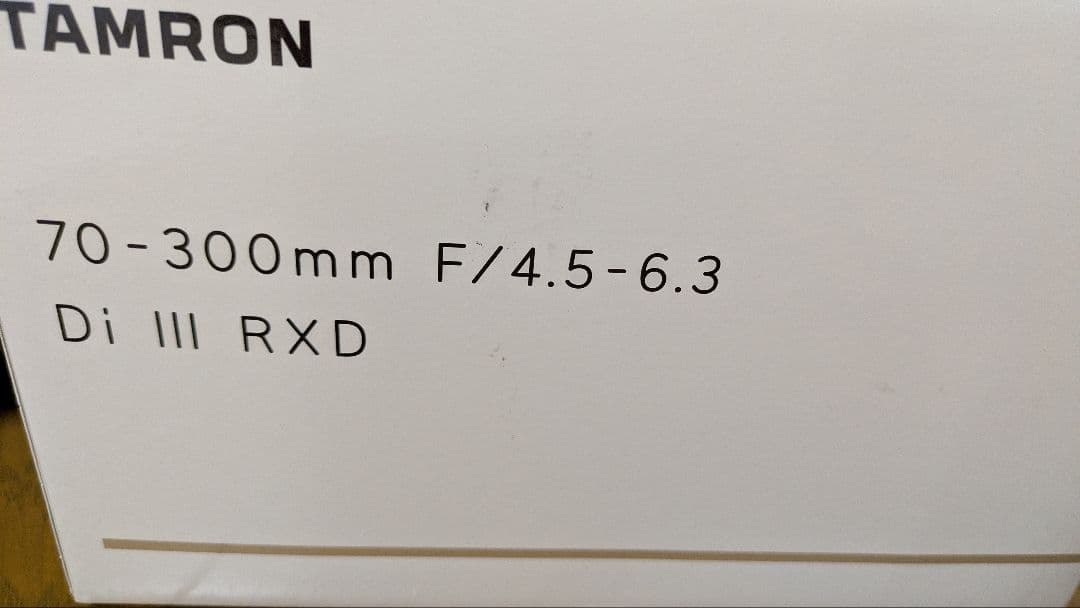 TAMRON
70-300mm F/4.5-6.3
Di III RXD